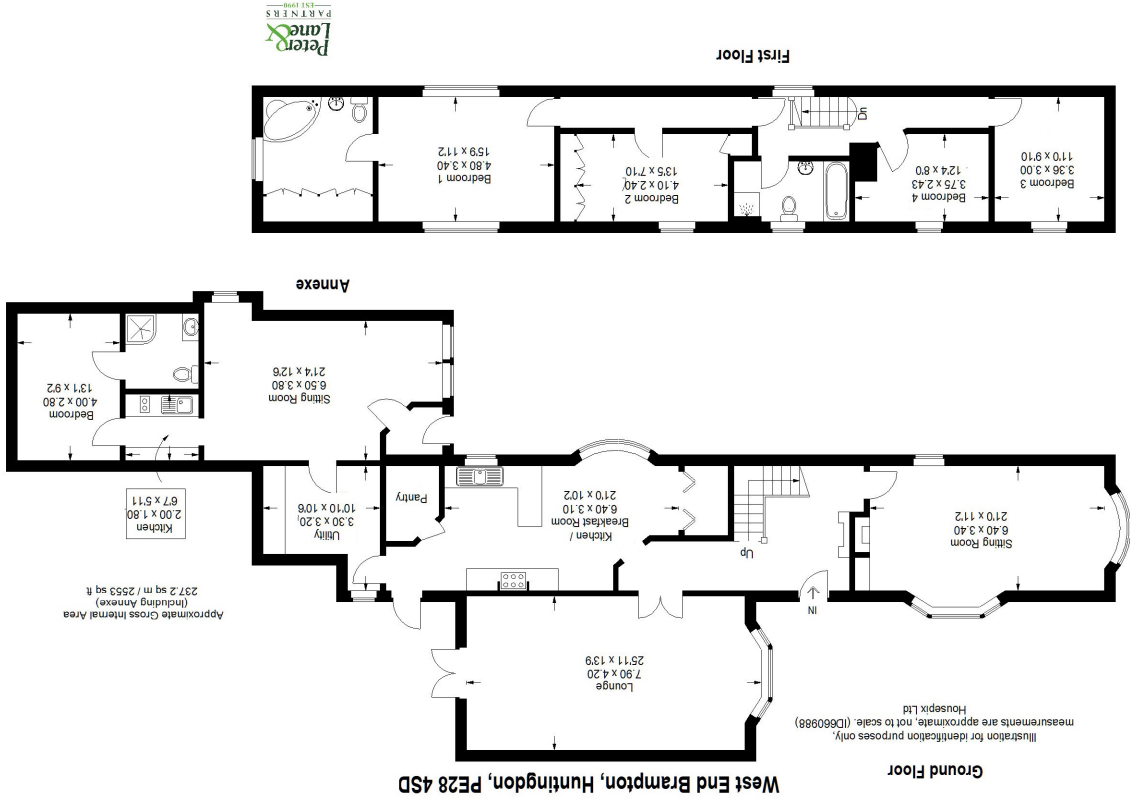 West End Brampton, Huntingdon, PE28 4SD
Ground Floor
Illustration for identification purposes only,
measurements are approximate, not to scale. (ID660988)
Housepix Ltd
Lounge
7.90 x 4.20
25'11 x 13'9
Approximate Gross Internal Area
(Including Annexe)
237.2 sq m / 2553 sq ft
IN
Sitting Room
6.40 x 3.40
21'0 x 11'2
Up
Kitchen /
Breakfast Room
6.40 x 3.10
21'0 x 10'2
Pantry
Utility
3.30 x 3.20
10'10 x 10'6
Kitchen
2.00 x 1.80
6'7 x 5'11
Sitting Room
6.50 x 3.80
21'4 x 12'6
Bedroom
4.00 x 2.80
13'1 x 9'2
Annexe
Bedroom 3
3.36 x 3.00
11'0 x 9'10
Bedroom 4
3.75 x 2.43
12'4 x 8'0
Dn
Bedroom 2
4.10 x 2.40
13'5 x 7'10
Bedroom 1
4.80 x 3.40
15'9 x 11'2
First Floor
Peter &
Lane
PARTNERS
EST 1990